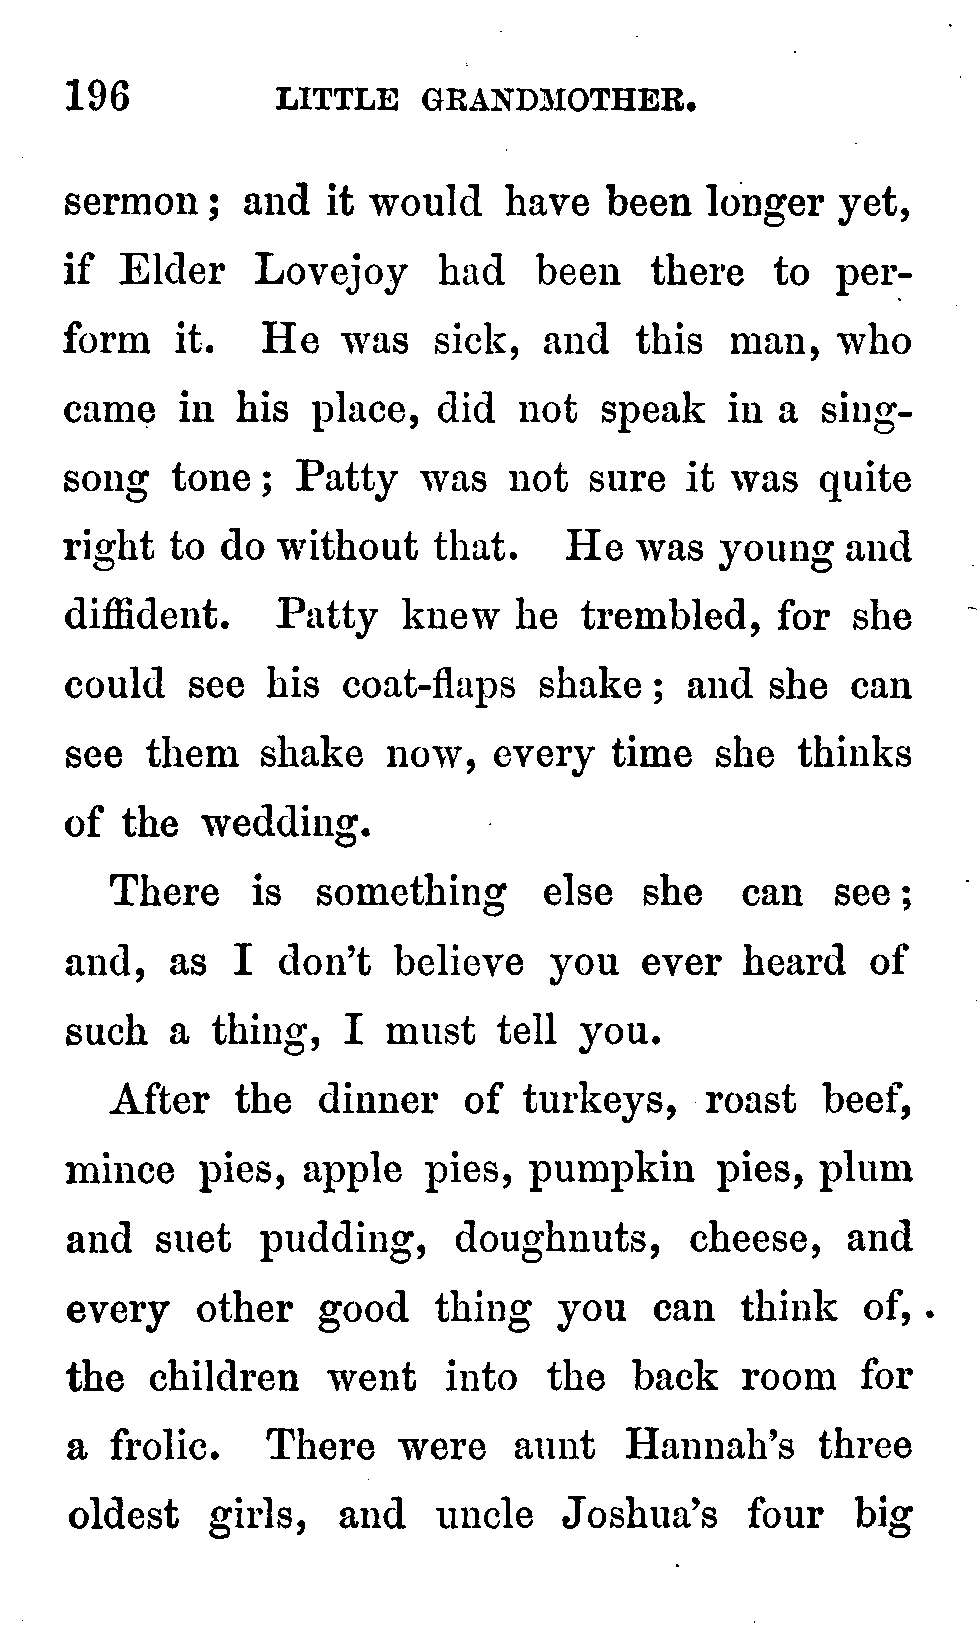 196 LITTLE GRANDMOTHER.
sermon; and it would have been longer yet,
if Elder Lovejoy had been there to per-
form it. He was sick, and this man, who
came in his place, did not speak in a sing-
song tone; Patty was not sure it was quite
right to do without that. He was young and
diffident. Patty knew he trembled, for she
could see his coat-flaps shake; and she can
see them shake now, every time she thinks
of the wedding.
There is something else she can see;
and, as I don't believe you ever heard of
such a thing, I must tell you.
After the dinner of turkeys, roast beef,
mince pies, apple pies, pumpkin pies, plum
and suet pudding, doughnuts, cheese, and
every other good thing you can think of,
the children went into the back room for
a frolic. There were aunt Hannah's three
oldest girls, and uncle Joshua's four big